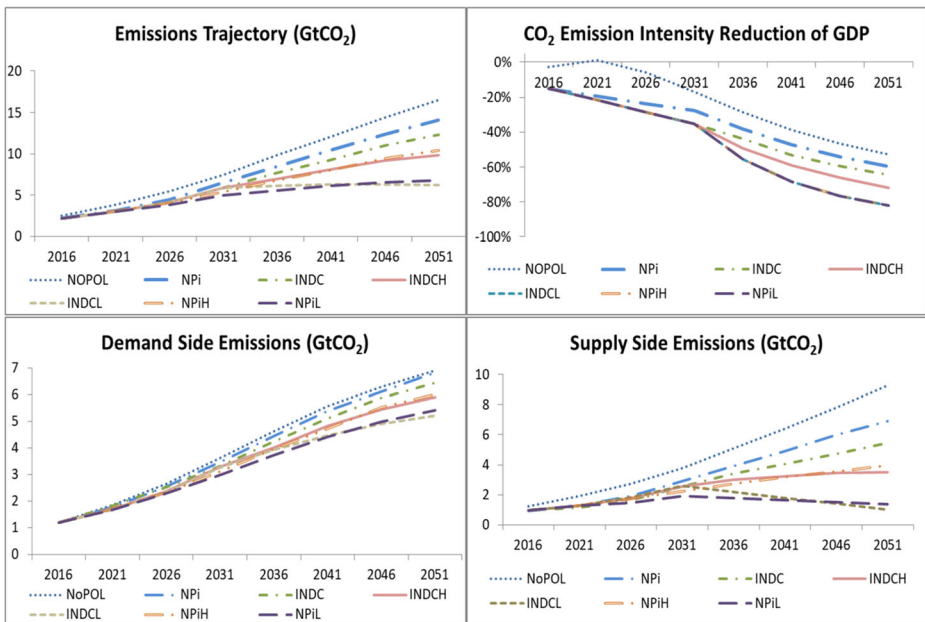 Emissions Trajectory (GtCO₂)
20
15
10
5
0
2016 2021 2026 2031 2036 2041 2046 2051
NOPOL NPi INDC INDCH
INDCL NPiH NPiL
CO₂ Emission Intensity Reduction of GDP
0%
2016 2021 2026 2031 2036 2041 2046 2051
-20%
-40%
-60%
-80%
-100%
NOPOL NPi INDC INDCH
INDCL NPiH NPiL
Demand Side Emissions (GtCO₂)
7
6
5
4
3
2
1
0
2016 2021 2026 2031 2036 2041 2046 2051
NoPOL NPi INDC INDCH
INDCL NPiH NPiL
Supply Side Emissions (GtCO₂)
10
8
6
4
2
0
2016 2021 2026 2031 2036 2041 2046 2051
NoPOL NPi INDC INDCH
INDCL NPiH NPiL